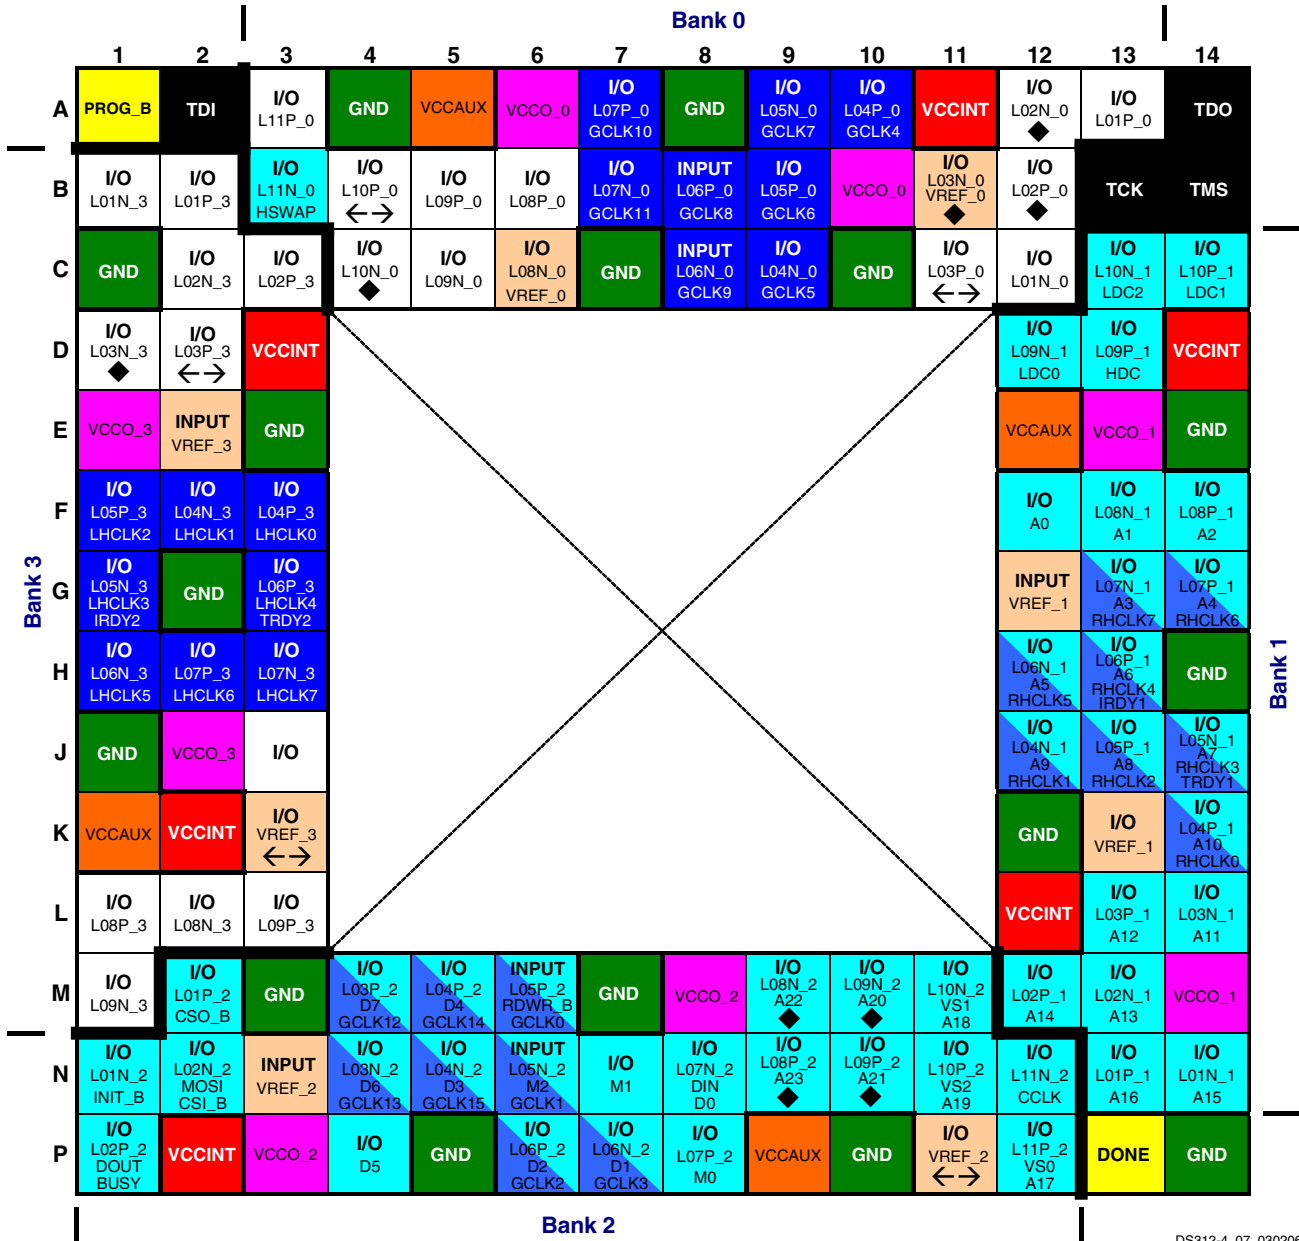 Bank 0
1 2 3 4 5 6 7 8 9 10 11 12 13 14
A
PROG_B
TDI
I/O
L11P_0
GND
VCCAUX
VCCO_0
I/O
L07P_0
GCLK10
GND
I/O
L05N_0
GCLK7
I/O
L04P_0
GCLK4
VCCINT
I/O
L02N_0
◆
I/O
L01P_0
TDO
B
I/O
L01N_3
I/O
L01P_3
I/O
L11N_0
HSWAP
I/O
L10P_0
←→
I/O
L09P_0
I/O
L08P_0
I/O
L07N_0
GCLK11
INPUT
L06P_0
GCLK8
I/O
L05P_0
GCLK6
VCCO_0
I/O
L03N_0
VREF_0
◆
I/O
L02P_0
◆
TCK
TMS
C
GND
I/O
L02N_3
I/O
L02P_3
I/O
L10N_0
◆
I/O
L09N_0
I/O
L08N_0
VREF_0
GND
INPUT
L06N_0
GCLK9
I/O
L04N_0
GCLK5
GND
I/O
L03P_0
←→
I/O
L01N_0
I/O
L10N_1
LDC2
I/O
L10P_1
LDC1
D
I/O
L03N_3
◆
I/O
L03P_3
←→
VCCINT
I/O
L09N_1
LDC0
I/O
L09P_1
HDC
VCCINT
E
VCCO_3
INPUT
VREF_3
GND
VCCAUX
VCCO_1
GND
F
I/O
L05P_3
LHCLK2
I/O
L04N_3
LHCLK1
I/O
L04P_3
LHCLK0
I/O
A0
I/O
L08N_1
A1
I/O
L08P_1
A2
Bank 3
G
I/O
L05N_3
LHCLK3
IRDY2
GND
I/O
L06P_3
LHCLK4
TRDY2
INPUT
VREF_1
I/O
L07N_1
A3
RHCLK7
I/O
L07P_1
A4
RHCLK6
H
I/O
L06N_3
LHCLK5
I/O
L07P_3
LHCLK6
I/O
L07N_3
LHCLK7
I/O
L06N_1
A5
RHCLK5
I/O
L06P_1
A6
RHCLK4
IRDY1
GND
Bank 1
J
GND
VCCO_3
I/O
I/O
L04N_1
A9
RHCLK1
I/O
L05P_1
A8
RHCLK2
I/O
L05N_1
A7
RHCLK3
TRDY1
K
VCCAUX
VCCINT
I/O
VREF_3
←→
GND
I/O
VREF_1
I/O
L04P_1
A10
RHCLK0
L
I/O
L08P_3
I/O
L08N_3
I/O
L09P_3
VCCINT
I/O
L03P_1
A12
I/O
L03N_1
A11
M
I/O
L09N_3
I/O
L01P_2
CSO_B
GND
I/O
L03P_2
D7
GCLK12
I/O
L04P_2
D4
GCLK14
INPUT
L05P_2
RDWR_B
GCLK0
GND
VCCO_2
I/O
L08N_2
A22
◆
I/O
L09N_2
A20
◆
I/O
L10N_2
VS1
A18
I/O
L02P_1
A14
I/O
L02N_1
A13
VCCO_1
N
I/O
L01N_2
INIT_B
I/O
L02N_2
MOSI
CSI_B
INPUT
VREF_2
I/O
L03N_2
D6
GCLK13
I/O
L04N_2
D3
GCLK15
INPUT
L05N_2
M2
GCLK1
I/O
M1
I/O
L07N_2
DIN
D0
I/O
L08P_2
A23
◆
I/O
L09P_2
A21
◆
I/O
L10P_2
VS2
A19
I/O
L11N_2
CCLK
I/O
L01P_1
A16
I/O
L01N_1
A15
P
I/O
L02P_2
DOUT
BUSY
VCCINT
VCCO_2
I/O
D5
GND
I/O
L06P_2
D2
GCLK2
I/O
L06N_2
D1
GCLK3
I/O
L07P_2
M0
VCCAUX
GND
I/O
VREF_2
←→
I/O
L11P_2
VS0
A17
DONE
GND
Bank 2
DS312-4_07_030206